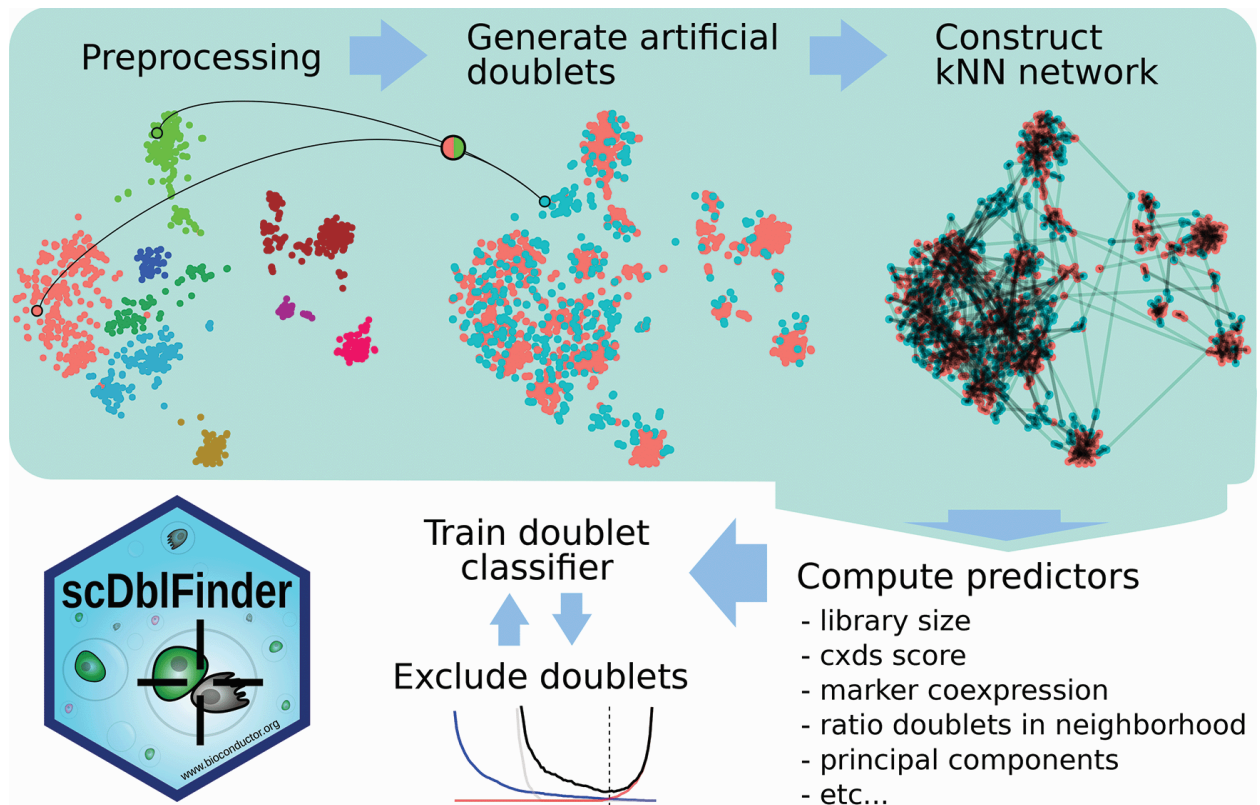 Preprocessing
Generate artificial
doublets
Construct
kNN network
Compute predictors
- library size
- cxds score
- marker coexpression
- ratio doublets in neighborhood
- principal components
- etc...
Train doublet
classifier
Exclude doublets
scDblFinder
www.bioconductor.org